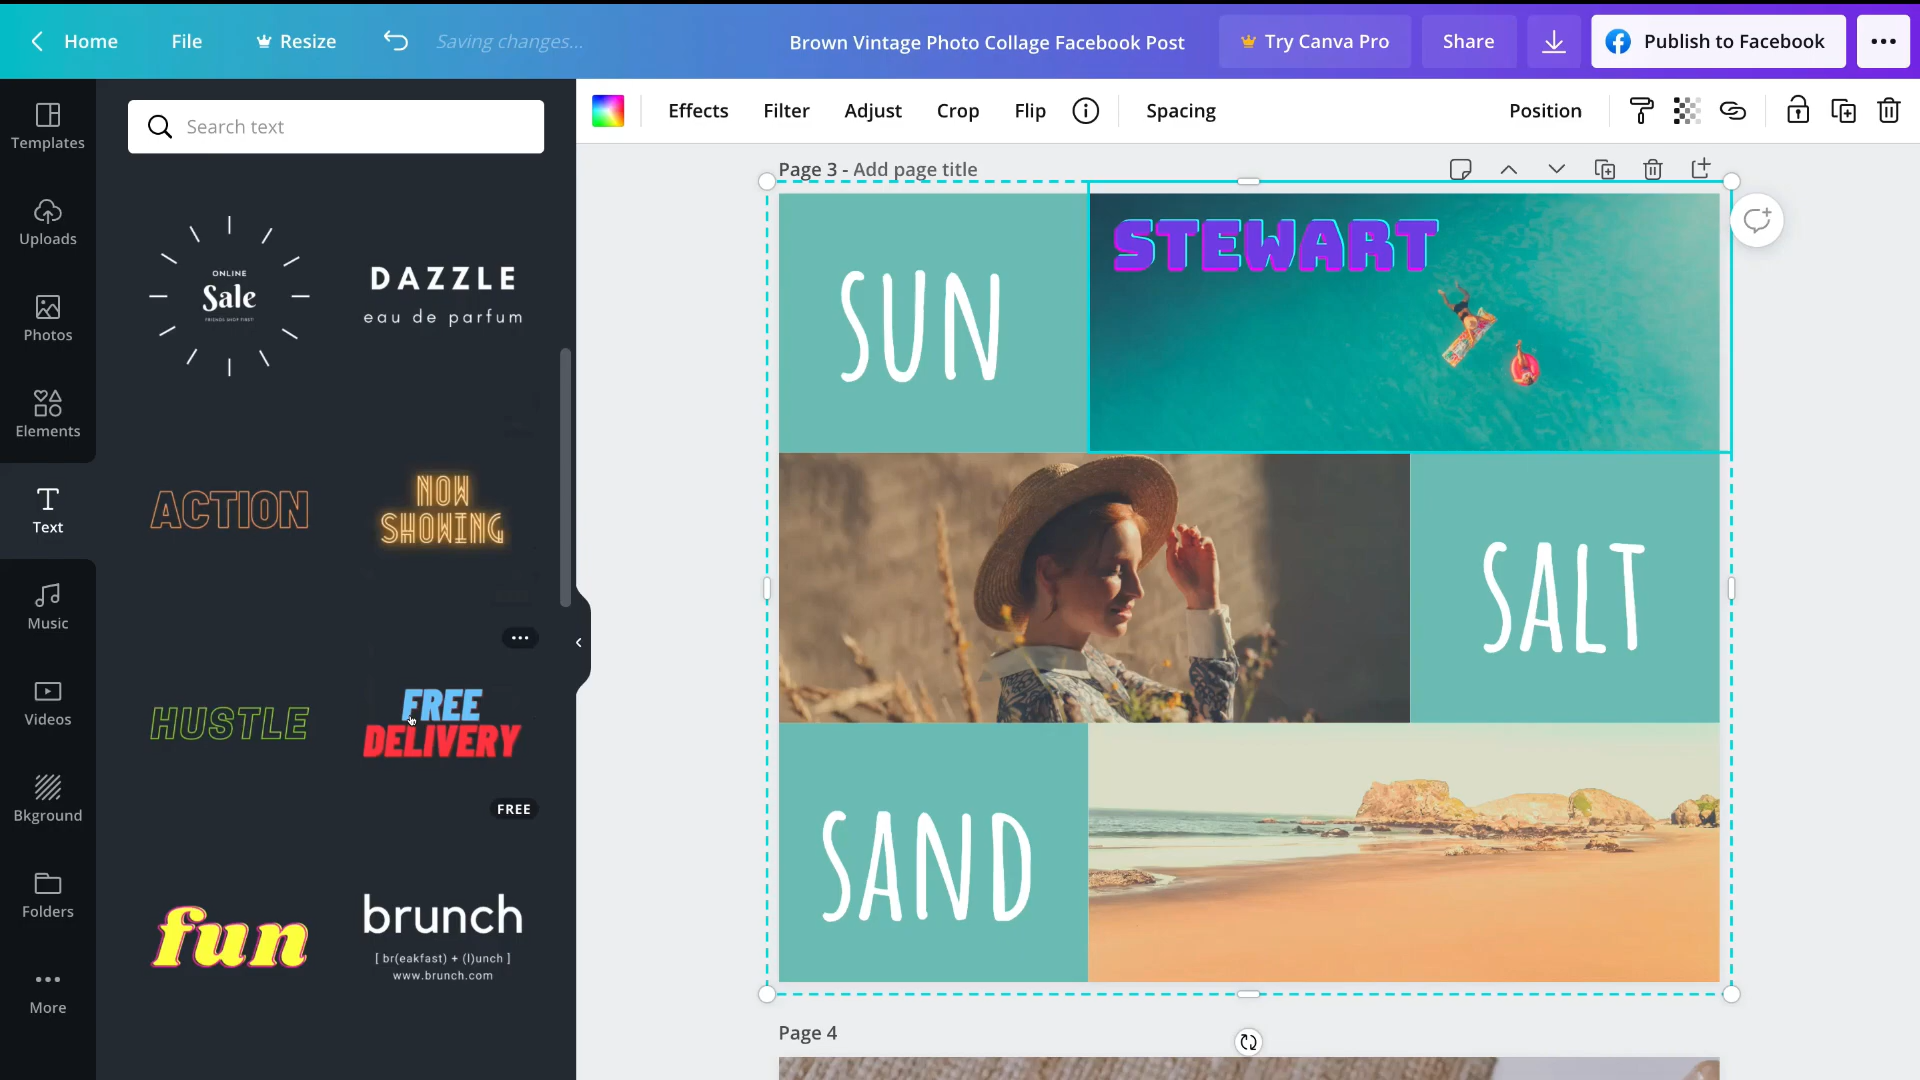 Home
File
Resize
Saving changes...
Brown Vintage Photo Collage Facebook Post
Try Canva Pro
Share
Publish to Facebook
Templates
Uploads
Photos
Elements
Text
Music
Videos
Bkground
Folders
More
Search text
ONLINE
Sale
FRIENDS SHOP FIRST!
DAZZLE
eau de parfum
ACTION
NOW
SHOWING
HUSTLE
FREE
DELIVERY
FREE
fun
brunch
[ br(eakfast) + (l)unch ]
www.brunch.com
Effects
Filter
Adjust
Crop
Flip
Spacing
Position
Page 3 - Add page title
SUN
STEWART
SALT
SAND
Page 4